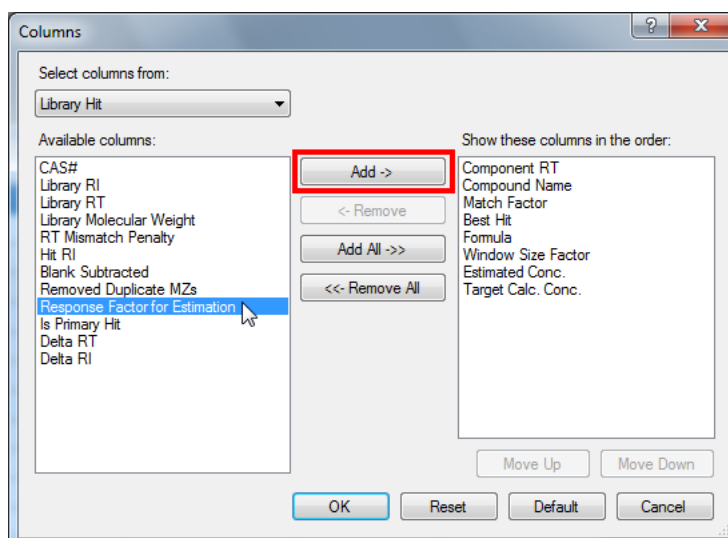 Columns
Select columns from:
Library Hit
Available columns:
CAS#
Library RI
Library RT
Library Molecular Weight
RT Mismatch Penalty
Hit RI
Blank Subtracted
Removed Duplicate MZs
Response Factor for Estimation
Is Primary Hit
Delta RT
Delta RI
Add ->
<- Remove
Add All ->>
<<- Remove All
Show these columns in the order:
Component RT
Compound Name
Match Factor
Best Hit
Formula
Window Size Factor
Estimated Conc.
Target Calc. Conc.
Move Up
Move Down
OK
Reset
Default
Cancel